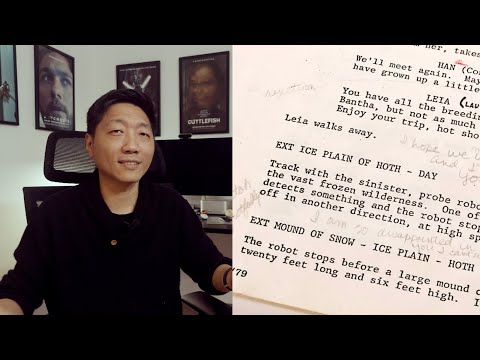 CUTTLEFISH
her, takes
HAN (Co
We'll meet again. May
have grown up a little
reaction
LEIA (LAU
You have all the breedin
Bantha, but not as much
Enjoy your trip, hot sho
I hope we
Leia walks away.
EXT ICE PLAIN OF HOTH - DAY
Track with the sinister, probe robo
the vast frozen wilderness. One of
detects something and the robot stop
off in another direction, at high sp
I am so disappointed in
EXT MOUND OF SNOW - ICE PLAIN - HOTH
The robot stops before a large mound o
twenty feet long and six feet high. I
/79